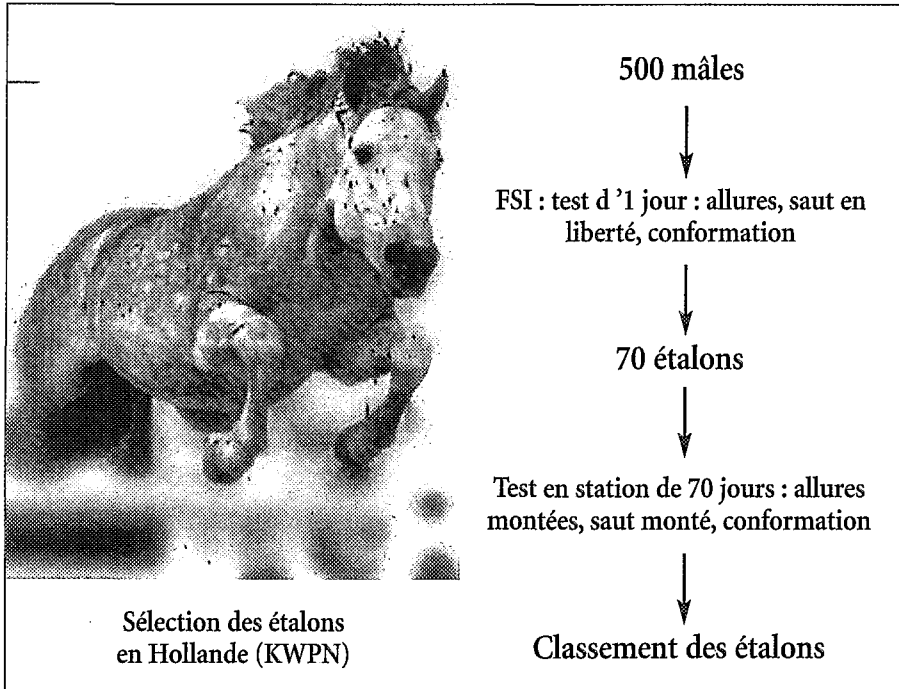 500 mâles
FSI : test d '1 jour : allures, saut en
liberté, conformation
70 étalons
Test en station de 70 jours : allures
montées, saut monté, conformation
Classement des étalons
Sélection des étalons
en Hollande (KWPN)